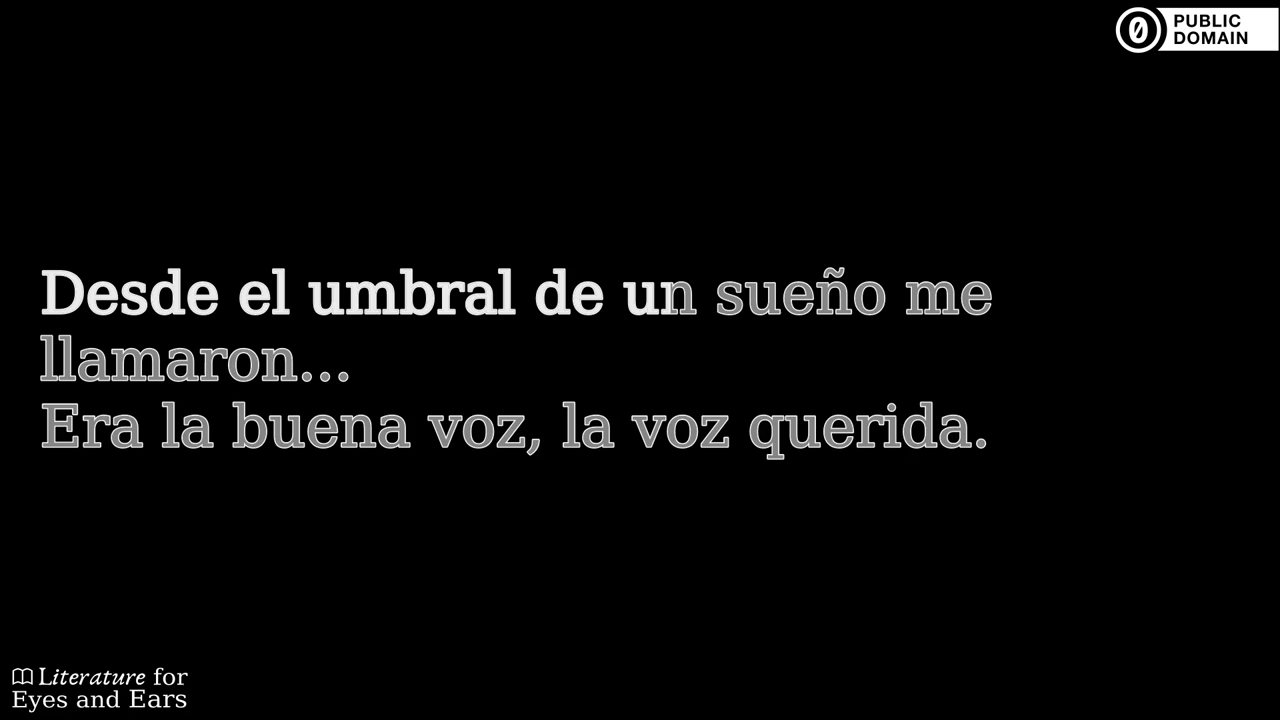 PUBLIC
DOMAIN
Desde el umbral de un sueño me
llamaron...
Era la buena voz, la voz querida.
Literature for
Eyes and Ears